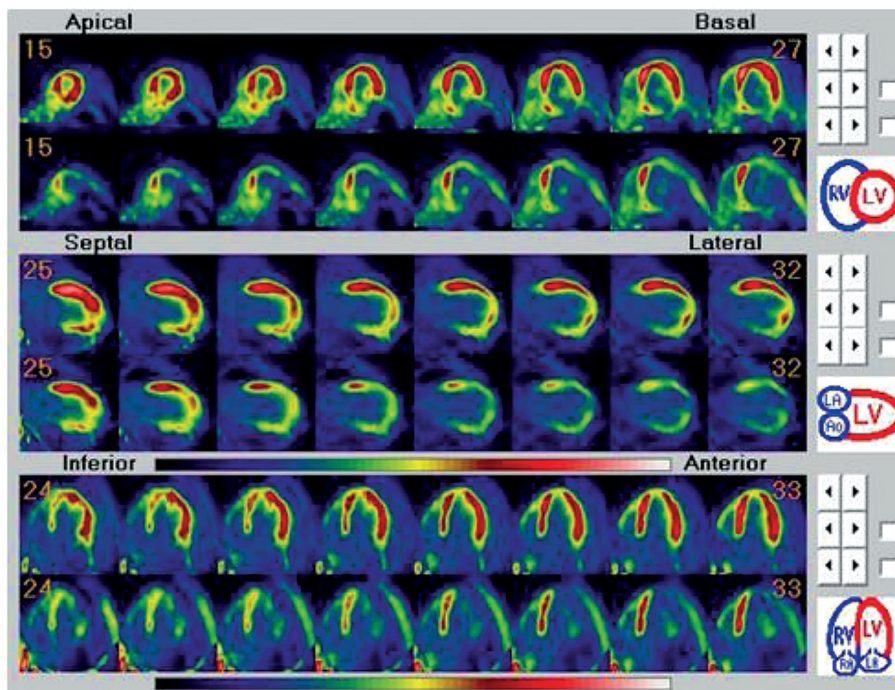 Apical Basal
15 27
15 27
RV LV
Septal Lateral
25 32
25 32
LA
LV
AO
Inferior Anterior
24 33
24 33
RV LV
RA LA